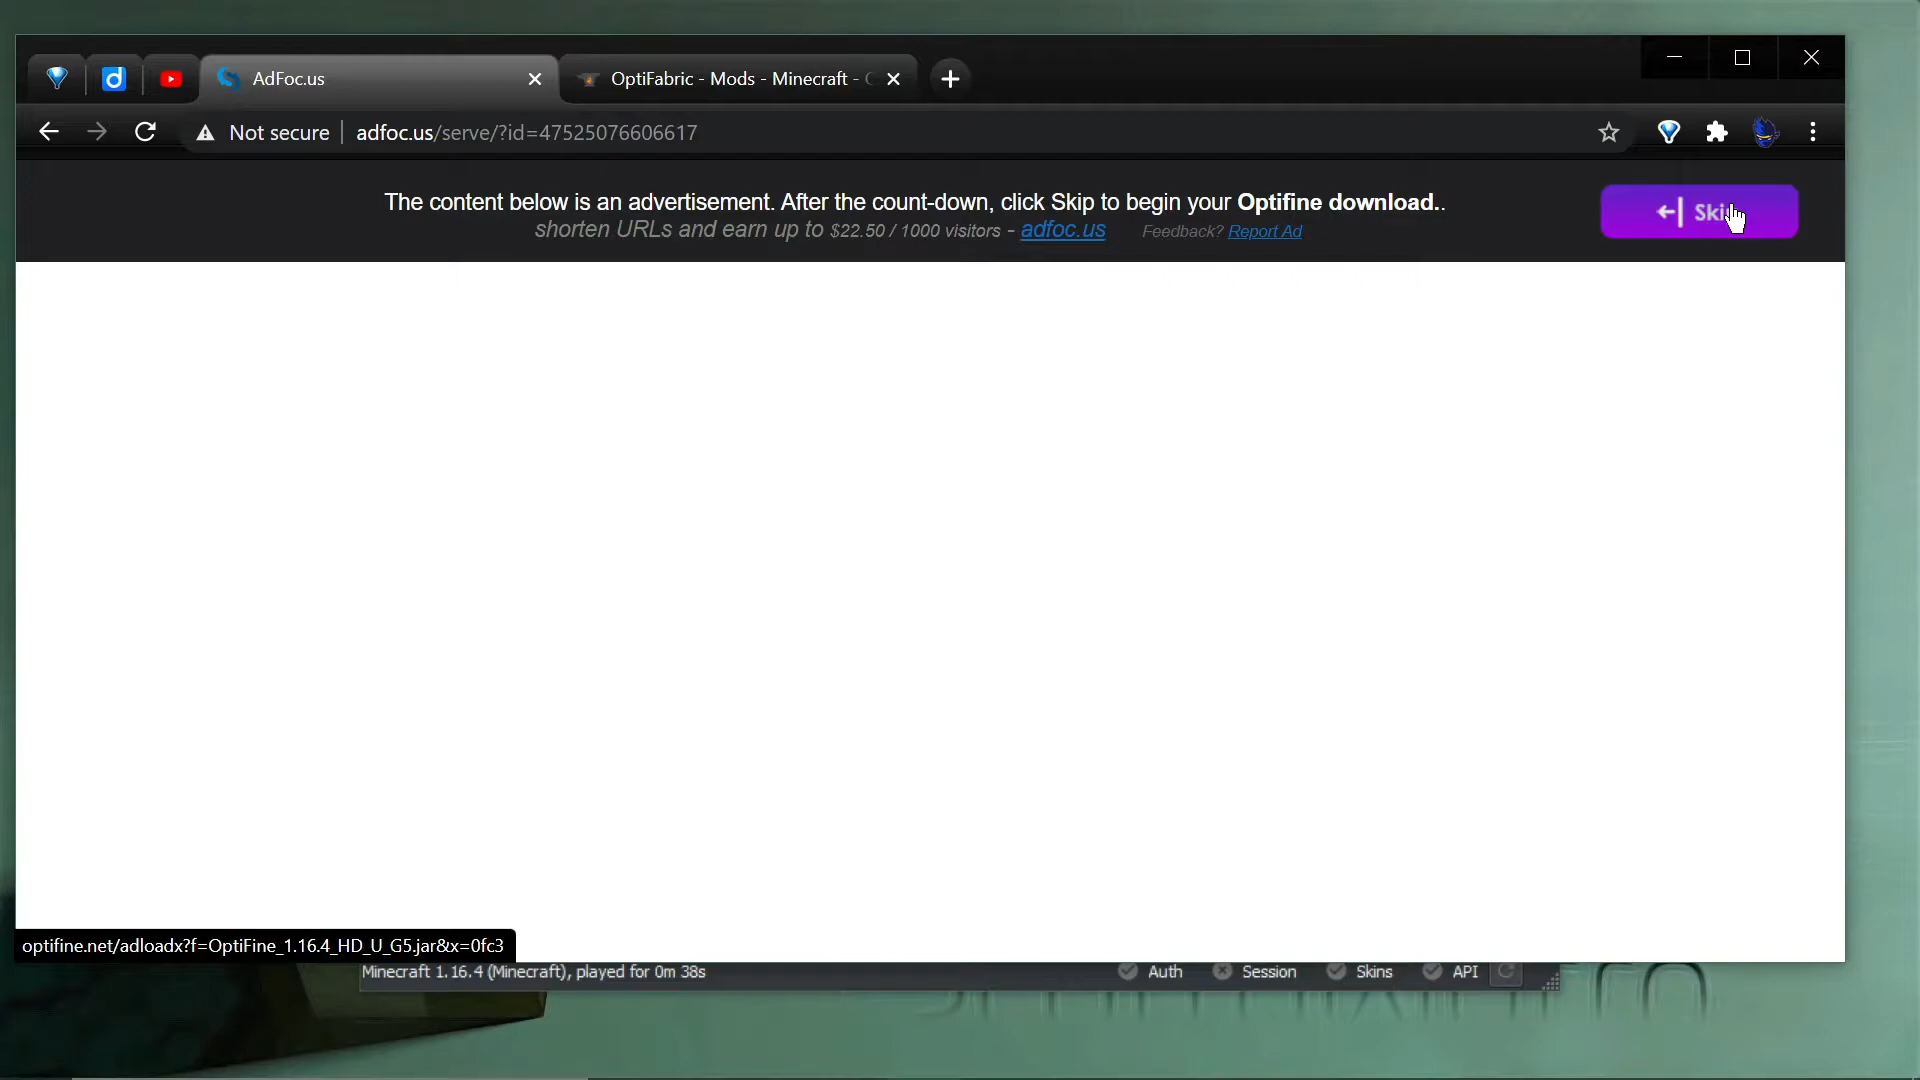 AdFoc.us
OptiFabric - Mods - Minecraft -
Not secure
adfoc.us/serve/?id=47525076606617
The content below is an advertisement. After the count-down, click Skip to begin your Optifine download..
shorten URLs and earn up to $22.50 / 1000 visitors - adfoc.us Feedback? Report Ad
Skip
optifine.net/adloadx?f=OptiFine_1.16.4_HD_U_G5.jar&x=0fc3
Minecraft 1.16.4 (Minecraft), played for 0m 38s
Auth Session Skins API